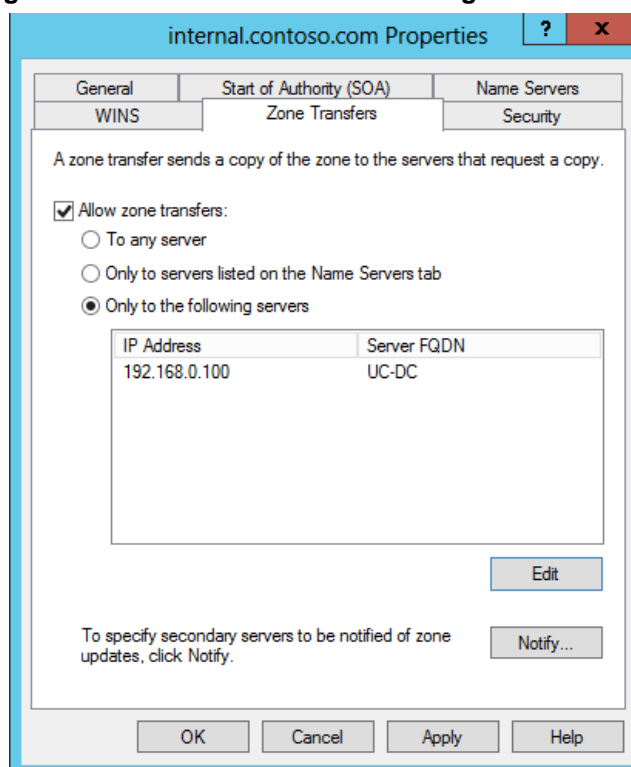 internal.contoso.com Properties
? x
General Start of Authority (SOA) Name Servers
WINS Zone Transfers Security
A zone transfer sends a copy of the zone to the servers that request a copy.
Allow zone transfers:
To any server
Only to servers listed on the Name Servers tab
Only to the following servers
IP Address Server FQDN
192.168.0.100 UC-DC
Edit
To specify secondary servers to be notified of zone
updates, click Notify.
Notify...
OK Cancel Apply Help